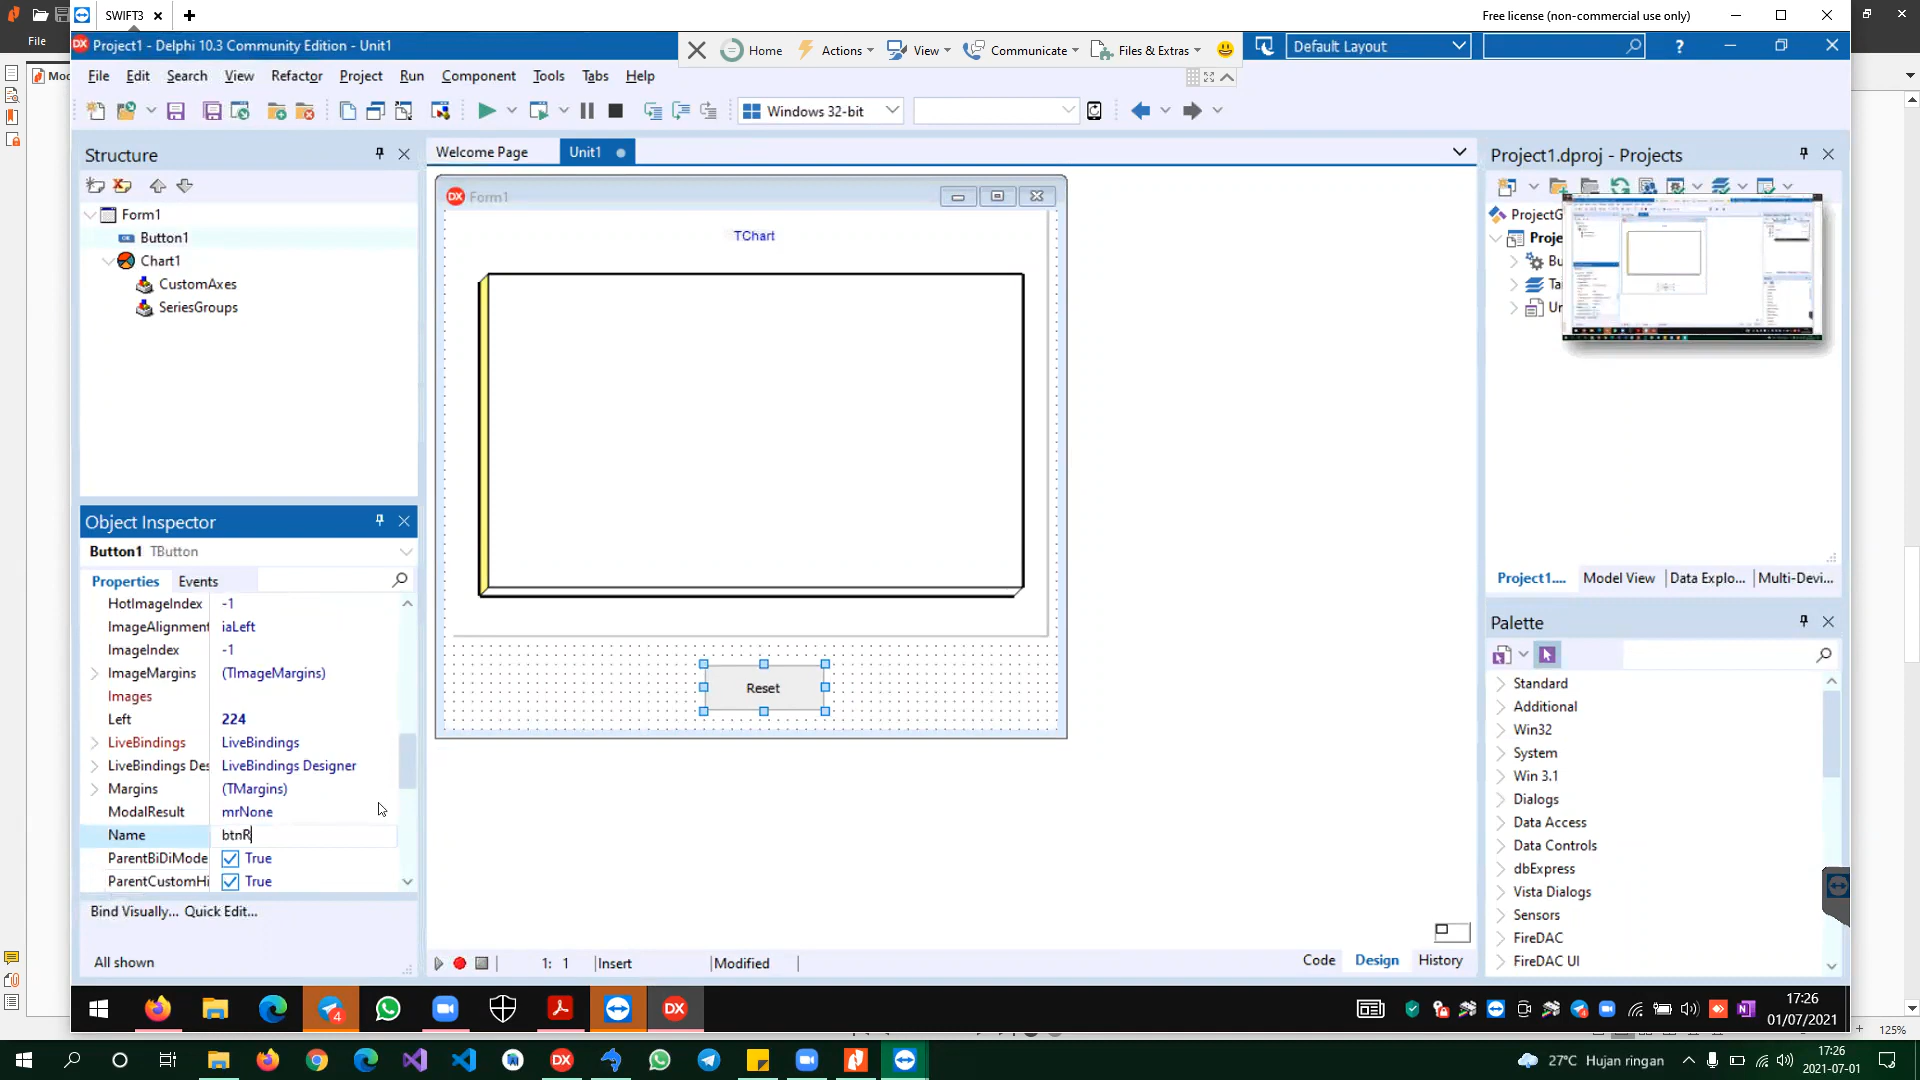 SWIFT3
Free license (non-commercial use only)
File
Project1 - Delphi 10.3 Community Edition - Unit1
Home
Actions
View
Communicate
Files & Extras
Default Layout
?
File Edit Search View Refactor Project Run Component Tools Tabs Help
Windows 32-bit
Structure
Form1
Button1
Chart1
CustomAxes
SeriesGroups
Welcome Page
Unit1
Form1
TChart
Reset
Project1.dproj - Projects
ProjectG
Proje
Bu
Ta
Un
Project1....
Model View
Data Explo...
Multi-Devi...
Object Inspector
Button1 TButton
Properties
Events
HotImageIndex -1
ImageAlignment iaLeft
ImageIndex -1
ImageMargins (TImageMargins)
Images
Left 224
LiveBindings LiveBindings
LiveBindings Des LiveBindings Designer
Margins (TMargins)
ModalResult mrNone
Name btnR
ParentBiDiMode True
ParentCustomHi True
Bind Visually... Quick Edit...
All shown
Palette
Standard
Additional
Win32
System
Win 3.1
Dialogs
Data Access
Data Controls
dbExpress
Vista Dialogs
Sensors
FireDAC
FireDAC UI
1: 1
Insert
Modified
Code
Design
History
4
17:26
01/07/2021
125%
27°C Hujan ringan
17:26
2021-07-01